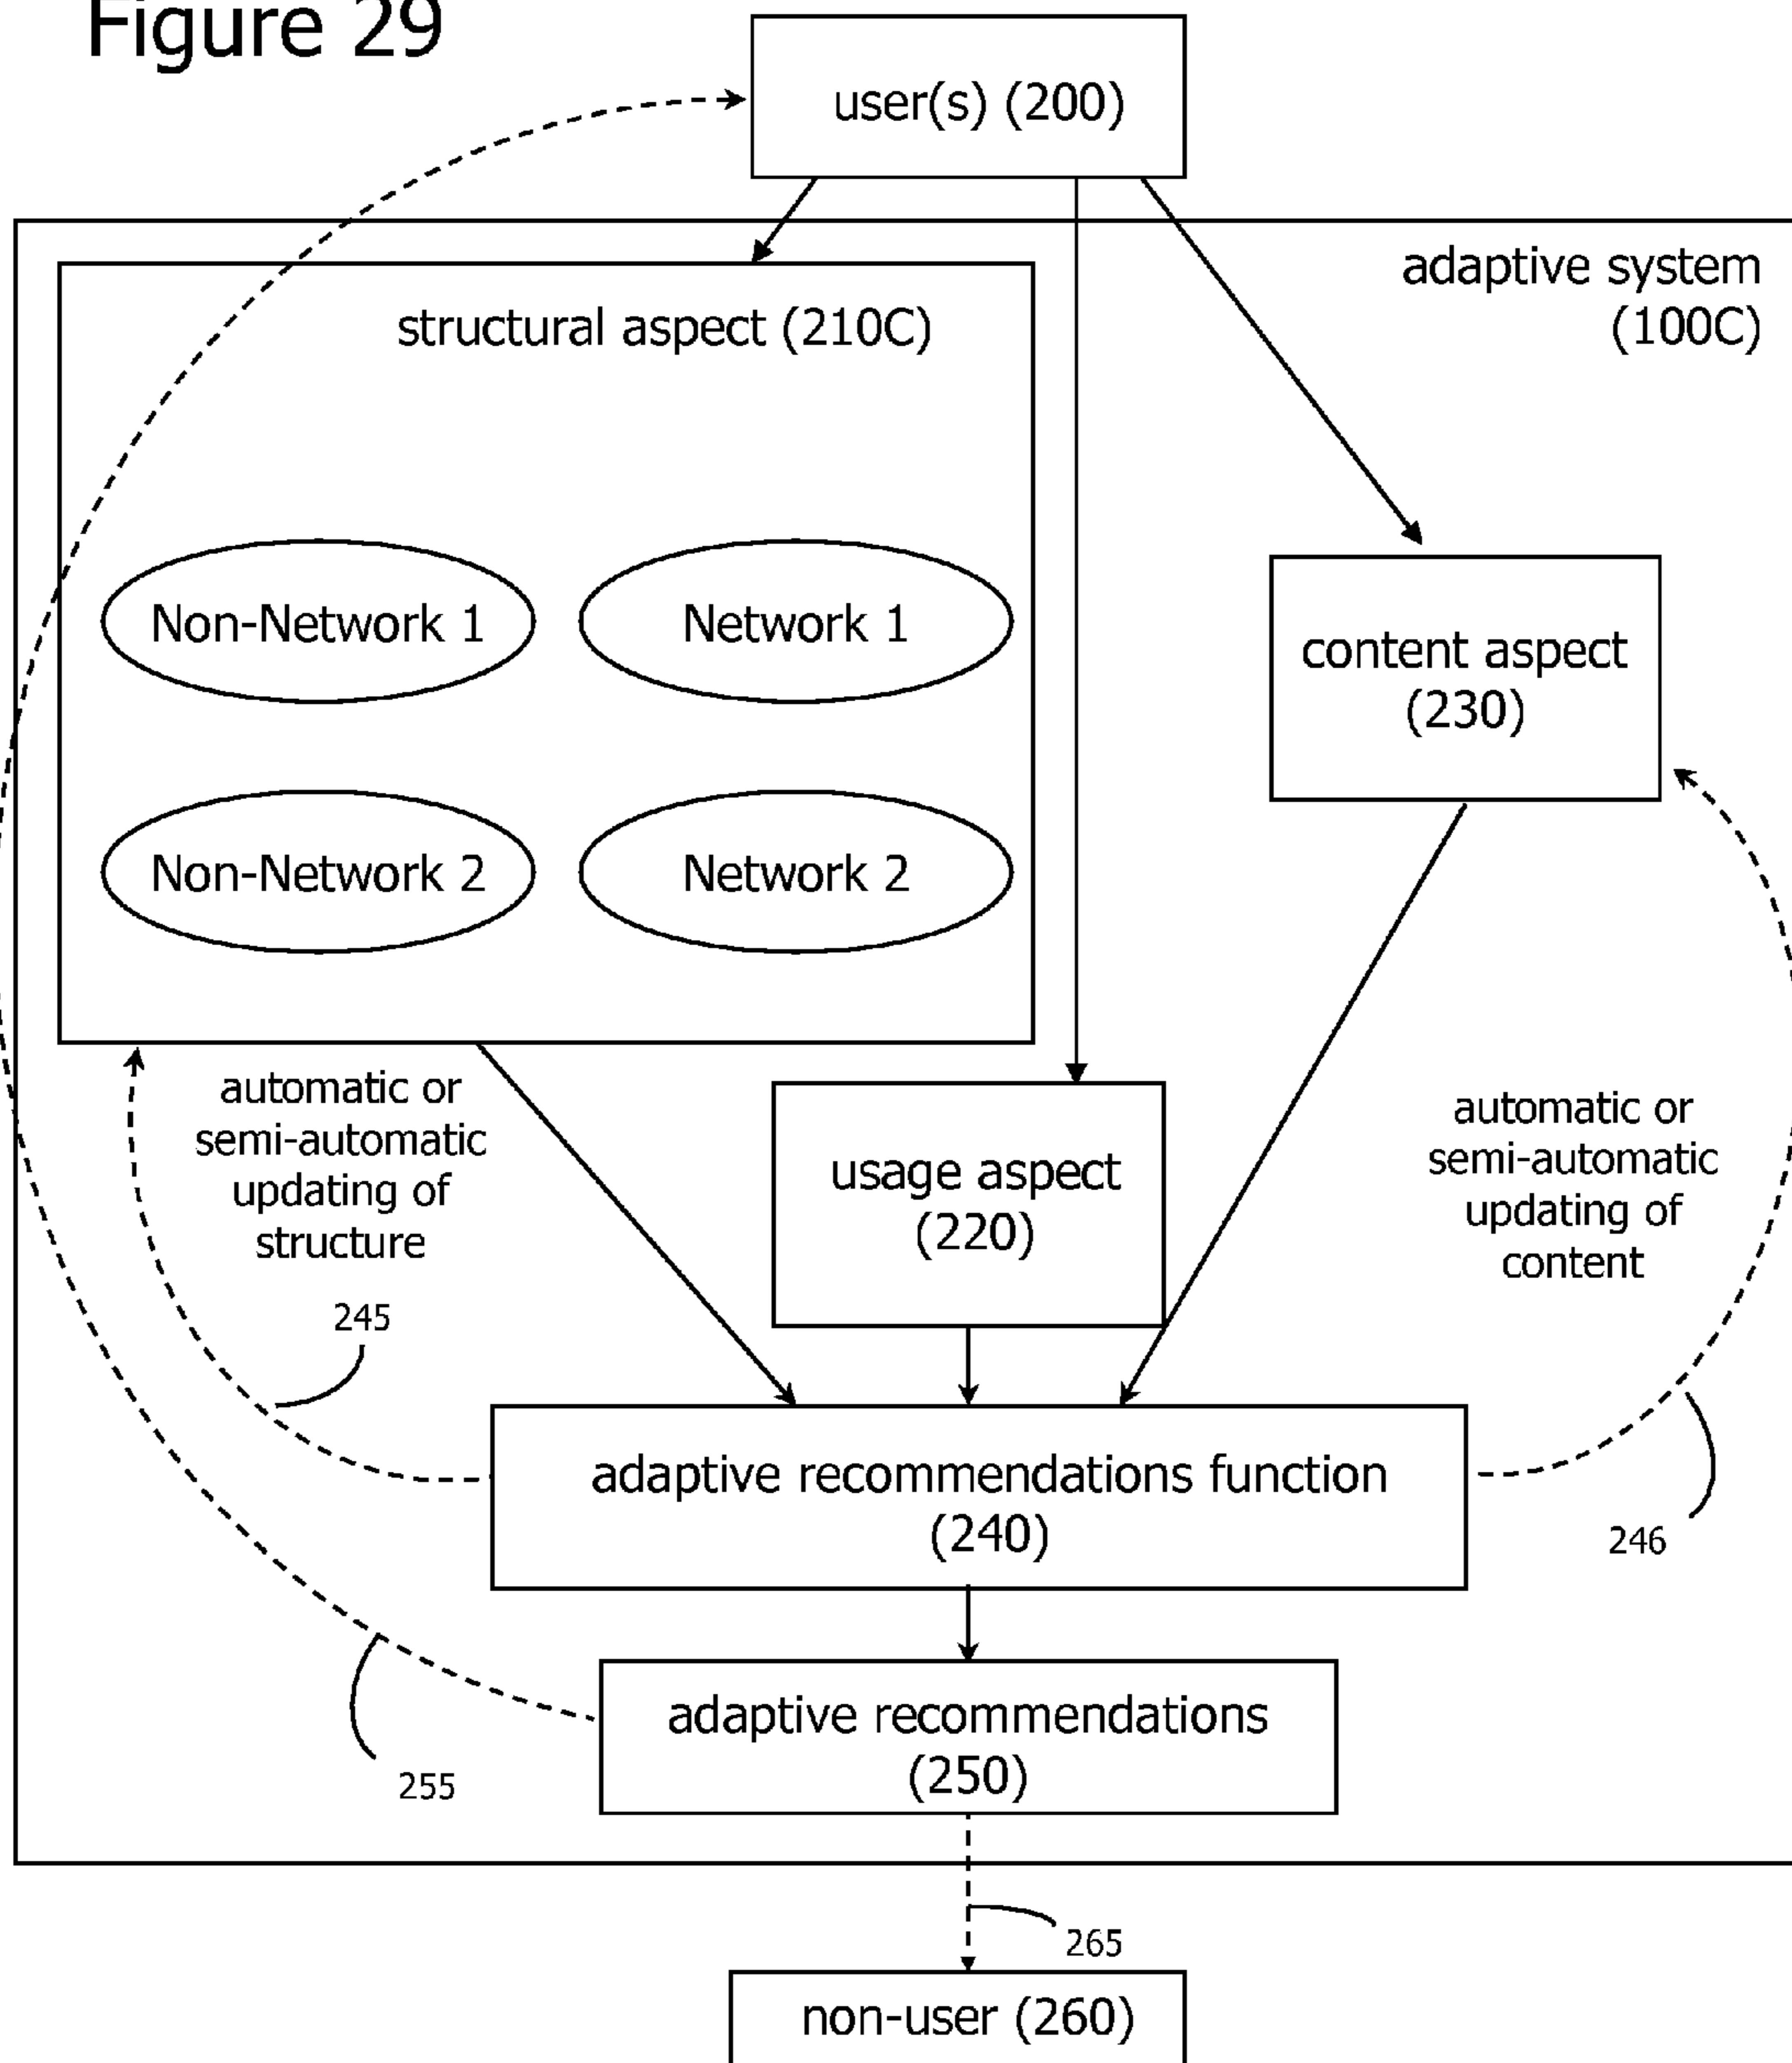 Figure 29
user(s) (200)
adaptive system
(100C)
structural aspect (210C)
Non-Network 1
Network 1
content aspect
(230)
Non-Network 2
Network 2
automatic or
semi-automatic
updating of
structure
automatic or
semi-automatic
updating of
content
usage aspect
(220)
245
adaptive recommendations function
(240)
246
adaptive recommendations
(250)
255
265
non-user (260)